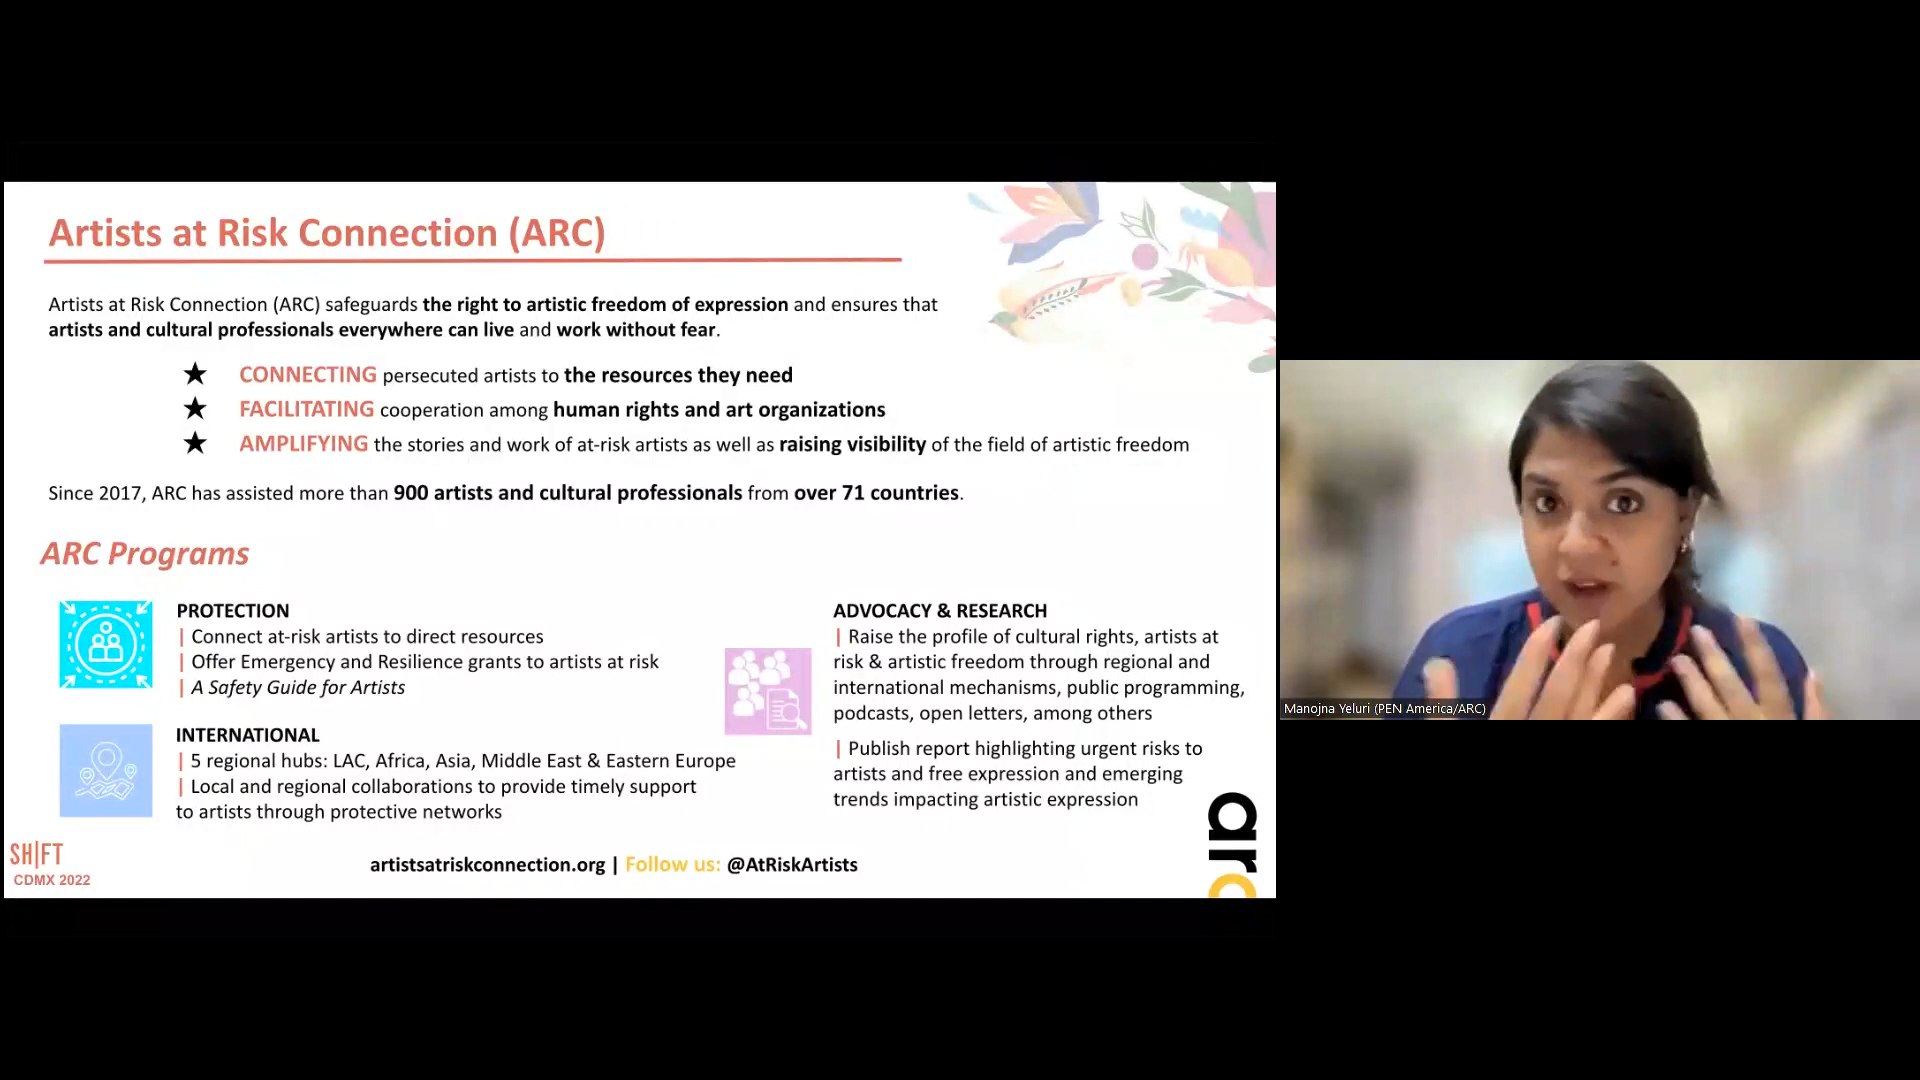 Artists at Risk Connection (ARC)
Artists at Risk Connection (ARC) safeguards the right to artistic freedom of expression and ensures that
artists and cultural professionals everywhere can live and work without fear.
★ CONNECTING persecuted artists to the resources they need
★ FACILITATING cooperation among human rights and art organizations
★ AMPLIFYING the stories and work of at-risk artists as well as raising visibility of the field of artistic freedom
Since 2017, ARC has assisted more than 900 artists and cultural professionals from over 71 countries.
ARC Programs
PROTECTION
| Connect at-risk artists to direct resources
| Offer Emergency and Resilience grants to artists at risk
| A Safety Guide for Artists
INTERNATIONAL
| 5 regional hubs: LAC, Africa, Asia, Middle East & Eastern Europe
| Local and regional collaborations to provide timely support
to artists through protective networks
ADVOCACY & RESEARCH
| Raise the profile of cultural rights, artists at
risk & artistic freedom through regional and
international mechanisms, public programming,
podcasts, open letters, among others
| Publish report highlighting urgent risks to
artists and free expression and emerging
trends impacting artistic expression
SH|FT
CDMX 2022
artistsatriskconnection.org | Follow us: @AtRiskArtists
arc
Manojna Yeluri (PEN America/ARC)